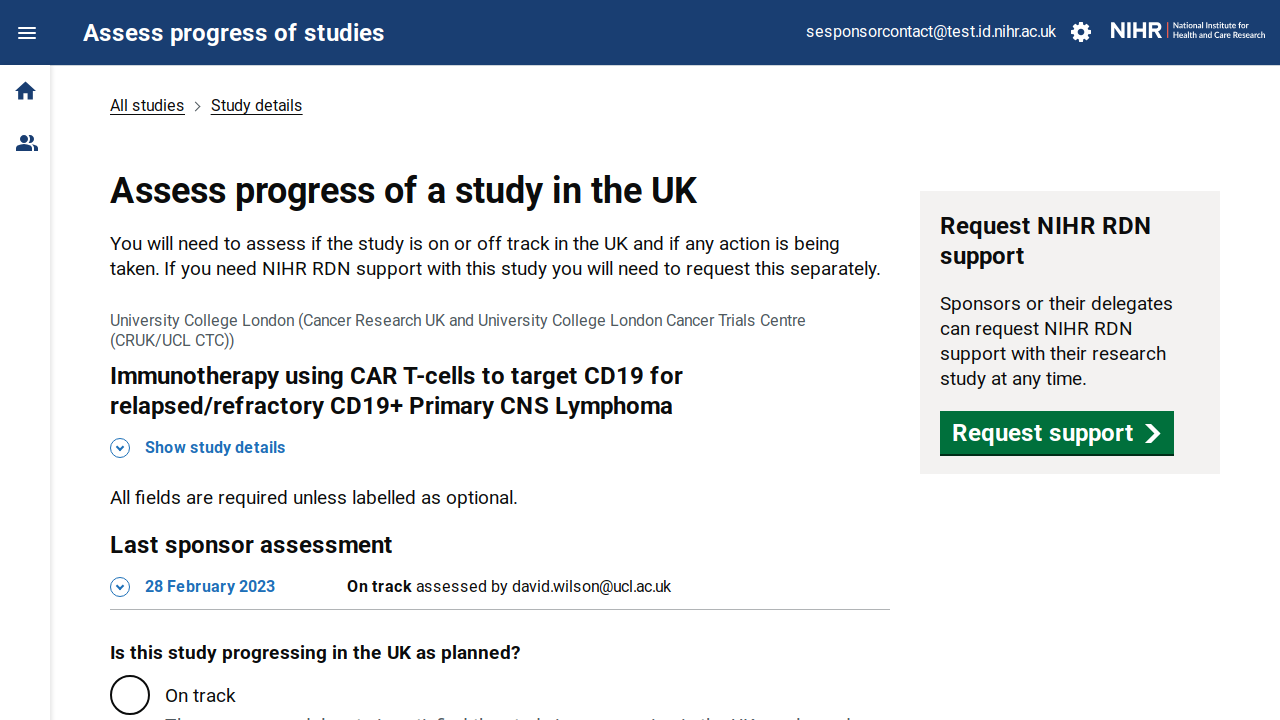 Assess progress of studies
sesponsorcontact@test.id.nihr.ac.uk
NIHR
National Institute for
Health and Care Research
All studies
Study details
Assess progress of a study in the UK
You will need to assess if the study is on or off track in the UK and if any action is being
taken. If you need NIHR RDN support with this study you will need to request this separately.
University College London (Cancer Research UK and University College London Cancer Trials Centre
(CRUK/UCL CTC))
Immunotherapy using CAR T-cells to target CD19 for
relapsed/refractory CD19+ Primary CNS Lymphoma
Show study details
All fields are required unless labelled as optional.
Last sponsor assessment
28 February 2023
On track assessed by david.wilson@ucl.ac.uk
Is this study progressing in the UK as planned?
On track
Request NIHR RDN
support
Sponsors or their delegates
can request NIHR RDN
support with their research
study at any time.
Request support